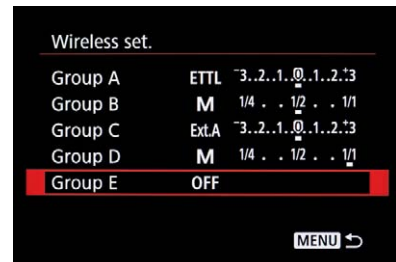 Wireless set.
Group A ETTL -3..2..1..0..1..2.+3
Group B M 1/4 . . 1/2 . . 1/1
Group C Ext.A -3..2..1..0..1..2.+3
Group D M 1/4 . . 1/2 . . 1/1
Group E OFF
MENU